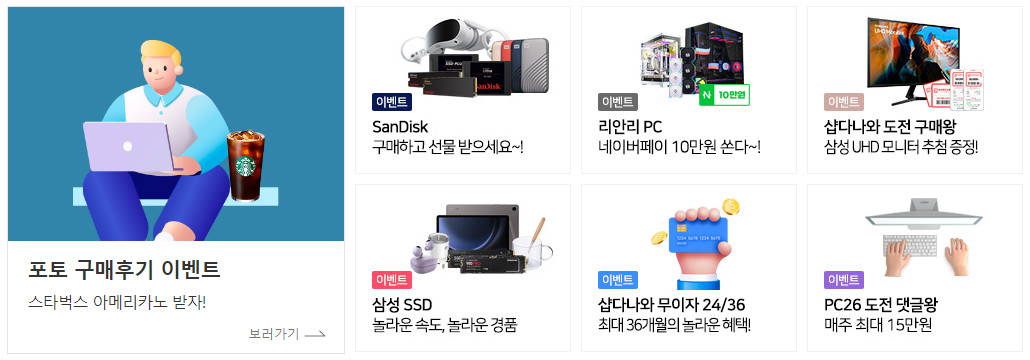 포토 구매후기 이벤트
스타벅스 아메리카노 받자!
보러가기
이벤트
SanDisk
구매하고 선물 받으세요~!
10만원
이벤트
리안리 PC
네이버페이 10만원 쏜다~!
이벤트
샵다나와 도전 구매왕
삼성 UHD 모니터 추첨 증정!
이벤트
삼성 SSD
놀라운 속도, 놀라운 경품
이벤트
샵다나와 무이자 24/36
최대 36개월의 놀라운 혜택!
이벤트
PC26 도전 댓글왕
매주 최대 15만원